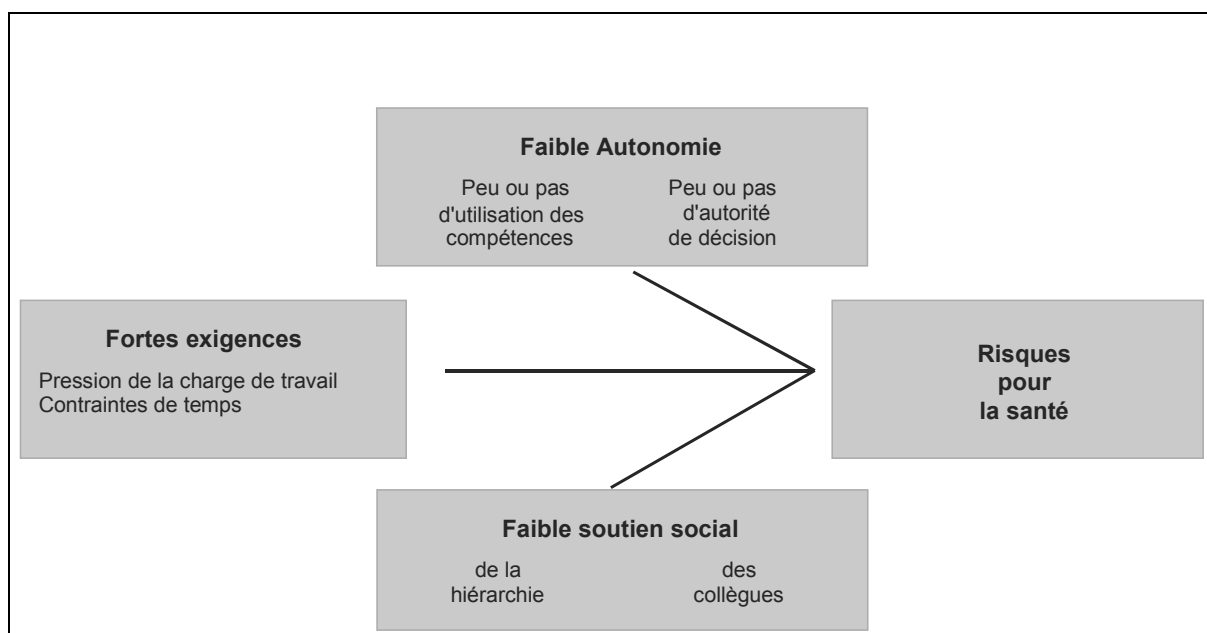 Faible Autonomie
Peu ou pas
d'utilisation des
compétences
Peu ou pas
d'autorité
de décision
Fortes exigences
Pression de la charge de travail
Contraintes de temps
Risques
pour
la santé
Faible soutien social
de la
hiérarchie
des
collègues